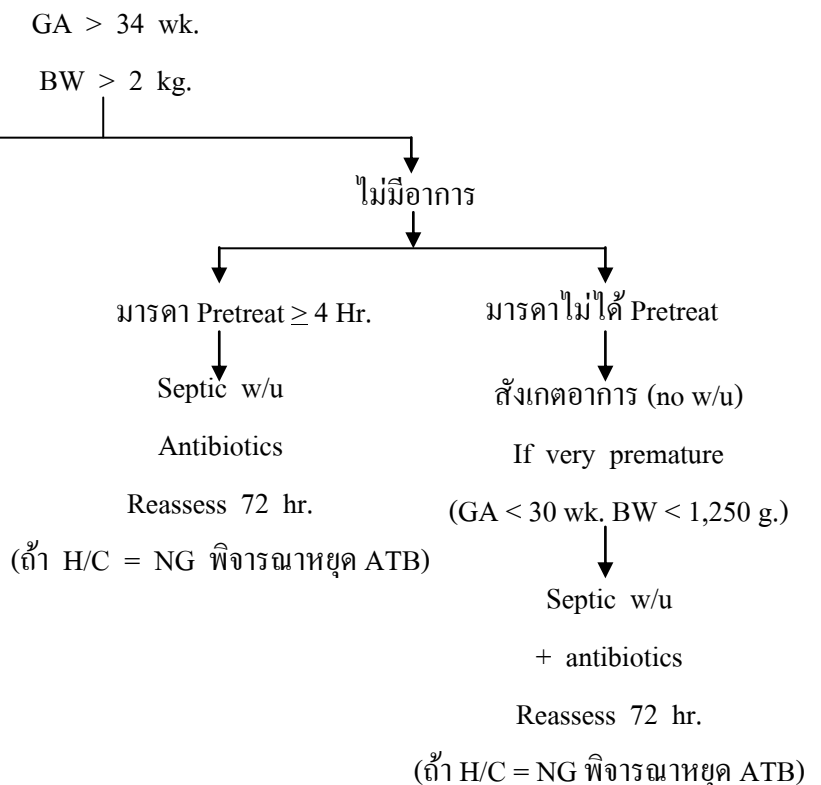 GA > 34 wk.
BW > 2 kg.
ไม่มีอาการ
มารดา Pretreat ≥ 4 Hr.
Septic w/u
Antibiotics
Reassess 72 hr.
(ถ้า H/C = NG พิจารณาหยุด ATB)
มารดาไม่ได้ Pretreat
สังเกตอาการ (no w/u)
If very premature
(GA < 30 wk. BW < 1,250 g.)
Septic w/u
+ antibiotics
Reassess 72 hr.
(ถ้า H/C = NG พิจารณาหยุด ATB)